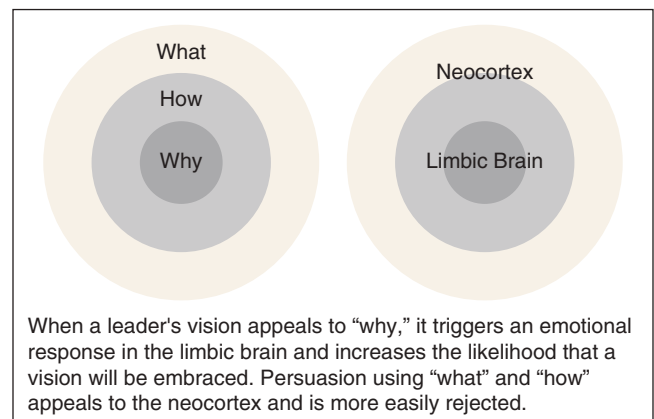 What
How
Why
Neocortex
Limbic Brain
When a leader's vision appeals to “why,” it triggers an emotional
response in the limbic brain and increases the likelihood that a
vision will be embraced. Persuasion using “what” and “how”
appeals to the neocortex and is more easily rejected.